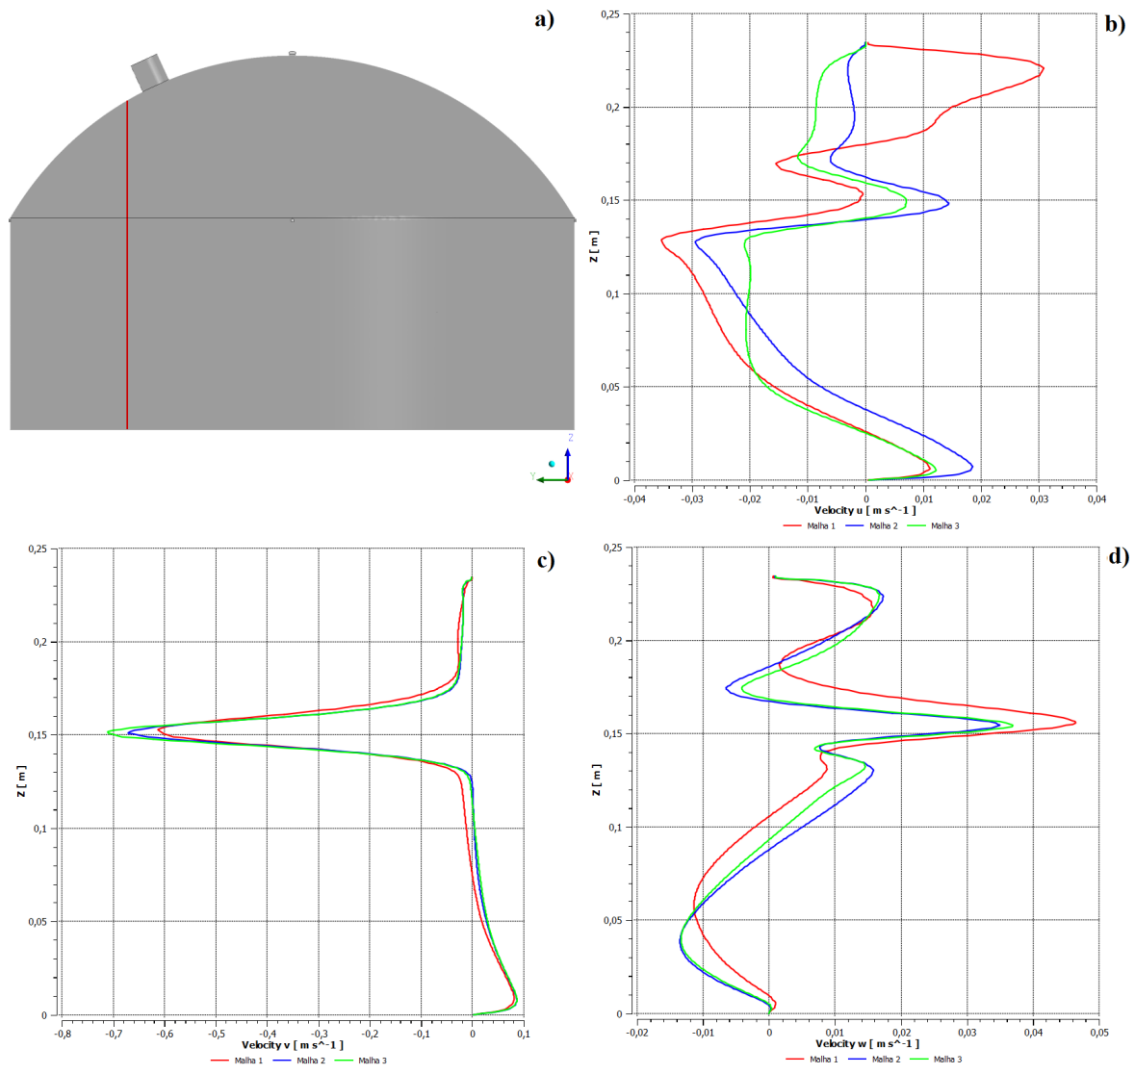 a)
Z
Y
b)
0,25
0,2
0,15
0,1
0,05
0
Z [ m ]
-0,04 -0,03 -0,02 -0,01 0 0,01 0,02 0,03 0,04
Velocity u [ m s^-1 ]
Malha 1 Malha 2 Malha 3
c)
0,25
0,2
0,15
0,1
0,05
0
Z [ m ]
-0,8 -0,7 -0,6 -0,5 -0,4 -0,3 -0,2 -0,1 0 0,1
Velocity v [ m s^-1 ]
Malha 1 Malha 2 Malha 3
d)
0,25
0,2
0,15
0,1
0,05
0
Z [ m ]
-0,02 -0,01 0 0,01 0,02 0,03 0,04 0,05
Velocity w [ m s^-1 ]
Malha 1 Malha 2 Malha 3